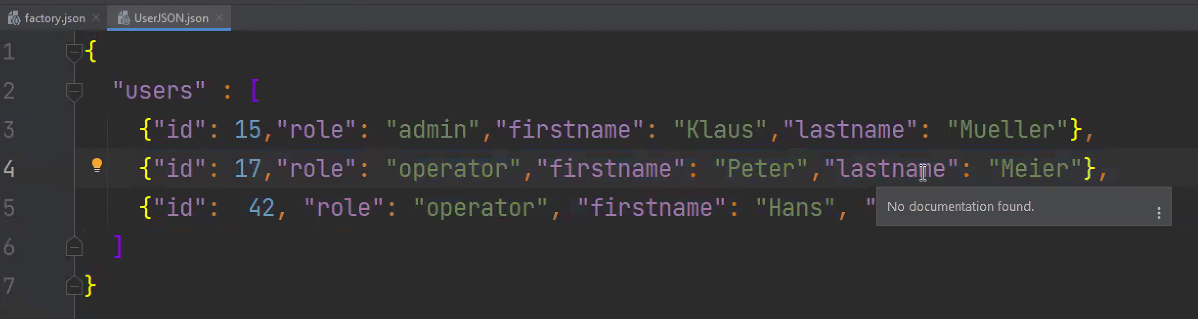 factory.json UserJSON.json
1 {
2 "users" : [
3 {"id": 15,"role": "admin","firstname": "Klaus","lastname": "Mueller"},
4 {"id": 17,"role": "operator","firstname": "Peter","lastname": "Meier"},
5 {"id": 42, "role": "operator", "firstname": "Hans", "
No documentation found.
6 ]
7 }